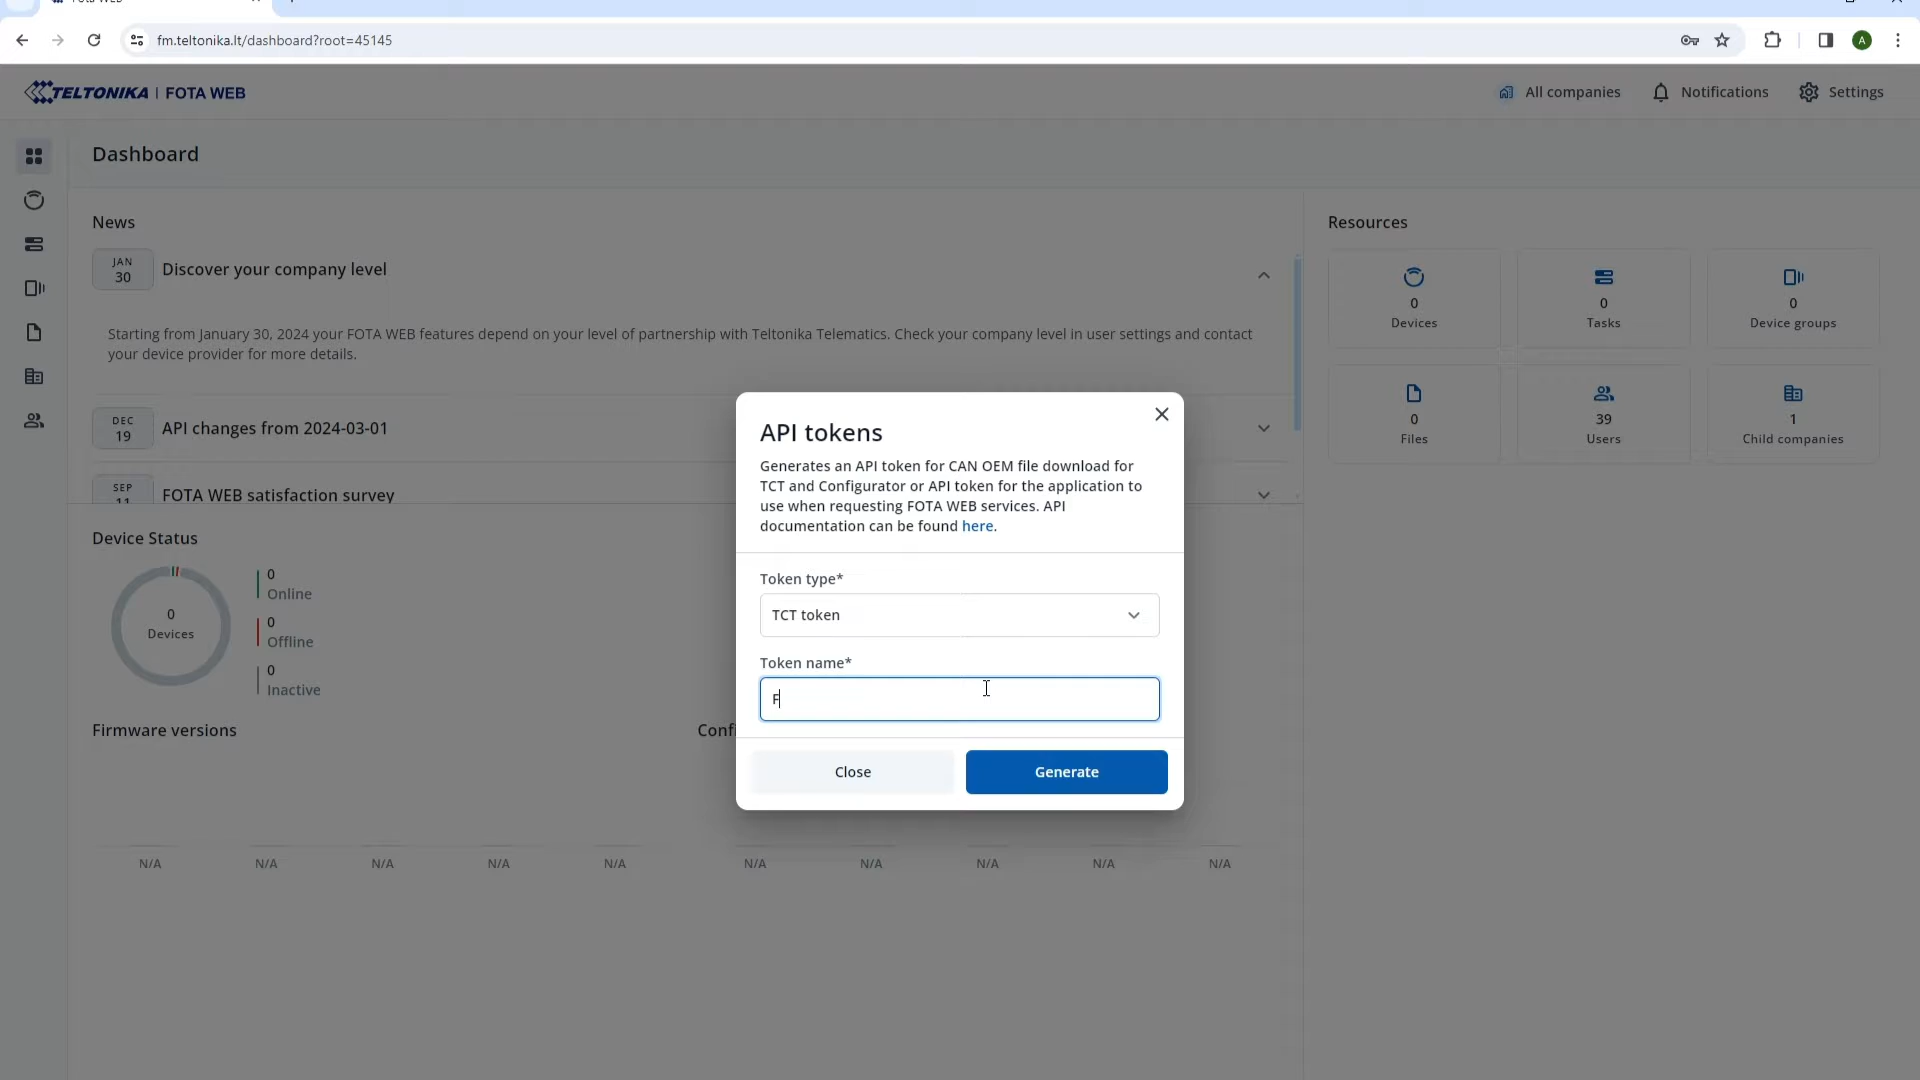 fm.teltonika.lt/dashboard?root=45145
A
TELTONIKA | FOTA WEB
All companies
Notifications
Settings
Dashboard
News
JAN
30
Discover your company level
Starting from January 30, 2024 your FOTA WEB features depend on your level of partnership with Teltonika Telematics. Check your company level in user settings and contact
your device provider for more details.
DEC
19
API changes from 2024-03-01
SEP
11
FOTA WEB satisfaction survey
Resources
0
Devices
0
Tasks
0
Device groups
0
Files
39
Users
1
Child companies
Device Status
0
Devices
0
Online
0
Offline
0
Inactive
Firmware versions
Confi
N/A
N/A
N/A
N/A
N/A
N/A
N/A
N/A
N/A
N/A
API tokens
Generates an API token for CAN OEM file download for
TCT and Configurator or API token for the application to
use when requesting FOTA WEB services. API
documentation can be found here.
Token type*
TCT token
Token name*
F
Close
Generate